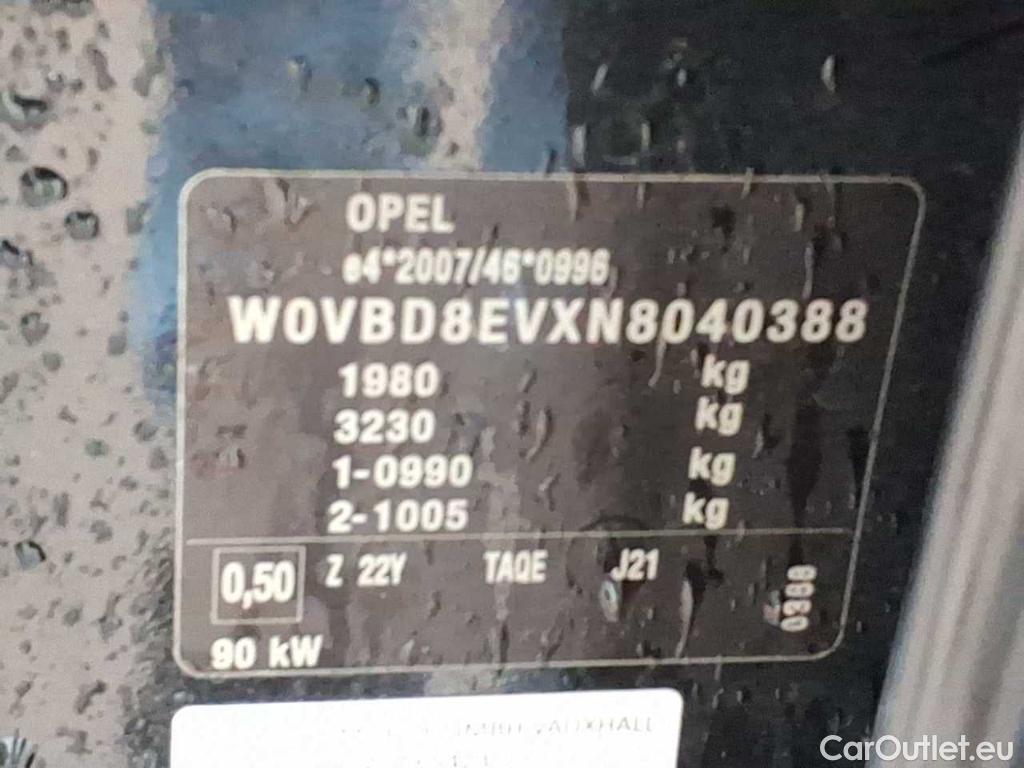 OPEL
e4*2007/46*0996
W0VBD8EVXN8040388
1980 kg
3230 kg
1-0990 kg
2-1005 kg
0,50 Z 22Y TAQE J21
0388
90 kW
VAUXHALL
CarOutlet.eu